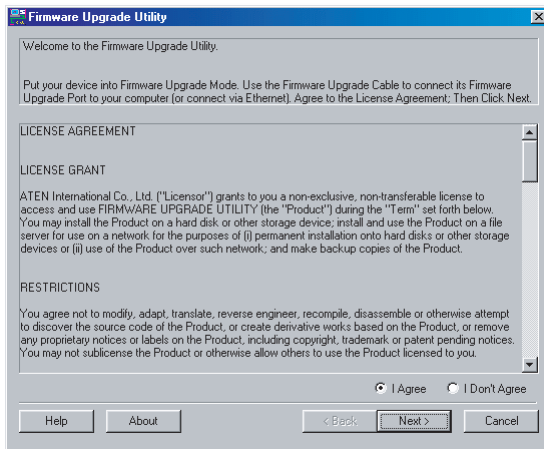 Firmware Upgrade Utility
Welcome to the Firmware Upgrade Utility.
Put your device into Firmware Upgrade Mode. Use the Firmware Upgrade Cable to connect its Firmware
Upgrade Port to your computer (or connect via Ethernet). Agree to the License Agreement; Then Click Next.
LICENSE AGREEMENT
LICENSE GRANT
ATEN International Co., Ltd. ("Licensor") grants to you a non-exclusive, non-transferable license to
access and use FIRMWARE UPGRADE UTILITY (the "Product") during the "Term" set forth below.
You may install the Product on a hard disk or other storage device; install and use the Product on a file
server for use on a network for the purposes of (i) permanent installation onto hard disks or other storage
devices or (ii) use of the Product over such network; and make backup copies of the Product.
RESTRICTIONS
You agree not to modify, adapt, translate, reverse engineer, recompile, disassemble or otherwise attempt
to discover the source code of the Product, or create derivative works based on the Product, or remove
any proprietary notices or labels on the Product, including copyright, trademark or patent pending notices.
You may not sublicense the Product or otherwise allow others to use the Product licensed to you.
I Agree I Don't Agree
Help About < Back Next > Cancel